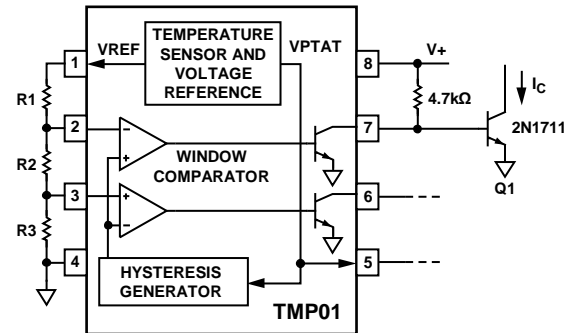 TEMPERATURE
SENSOR AND
VOLTAGE
REFERENCE
VREF
VPTAT
1
8
V+
R1
4.7kΩ
IC
2
7
2N1711
R2
WINDOW
COMPARATOR
Q1
3
6
R3
4
5
HYSTERESIS
GENERATOR
TMP01